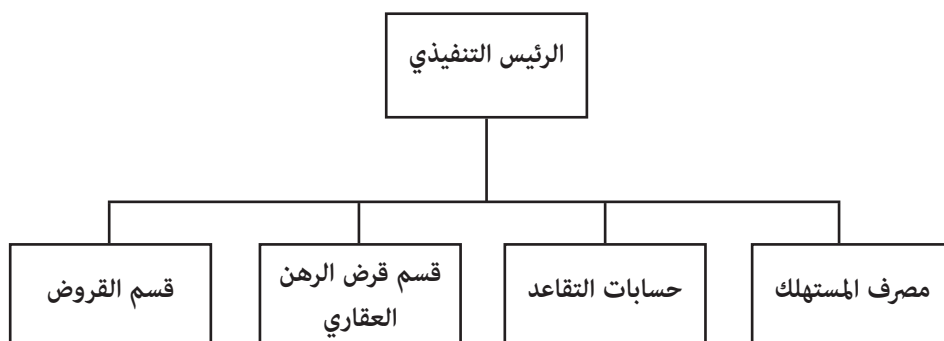 الرئيس التنفيذي
مصرف المستهلك
حسابات التقاعد
قسم قرض الرهن
العقاري
قسم القروض